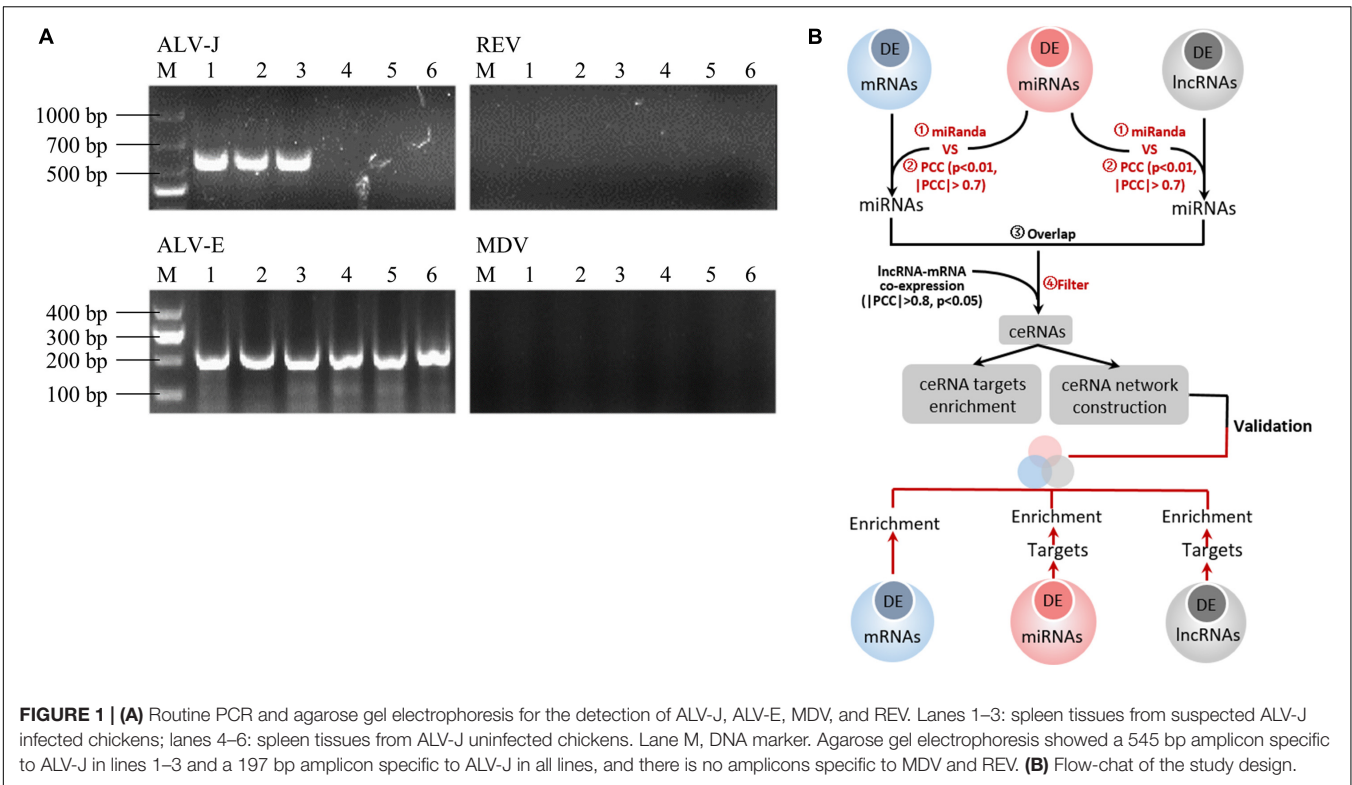 A
ALV-J
M 1 2 3 4 5 6
1000 bp
700 bp
500 bp
REV
M 1 2 3 4 5 6
ALV-E
M 1 2 3 4 5 6
400 bp
300 bp
200 bp
100 bp
MDV
M 1 2 3 4 5 6
B
DE
mRNAs
DE
miRNAs
DE
lncRNAs
① miRanda
VS
② PCC (p<0.01,
|PCC|> 0.7)
① miRanda
VS
② PCC (p<0.01,
|PCC|> 0.7)
miRNAs
miRNAs
③ Overlap
lncRNA-mRNA
co-expression
(|PCC|>0.8, p<0.05)
④Filter
ceRNAs
ceRNA targets
enrichment
ceRNA network
construction
Validation
Enrichment
Enrichment
Enrichment
Targets
Targets
DE
mRNAs
DE
miRNAs
DE
lncRNAs
FIGURE 1 | (A) Routine PCR and agarose gel electrophoresis for the detection of ALV-J, ALV-E, MDV, and REV. Lanes 1–3: spleen tissues from suspected ALV-J
infected chickens; lanes 4–6: spleen tissues from ALV-J uninfected chickens. Lane M, DNA marker. Agarose gel electrophoresis showed a 545 bp amplicon specific
to ALV-J in lines 1–3 and a 197 bp amplicon specific to ALV-J in all lines, and there is no amplicons specific to MDV and REV. (B) Flow-chat of the study design.